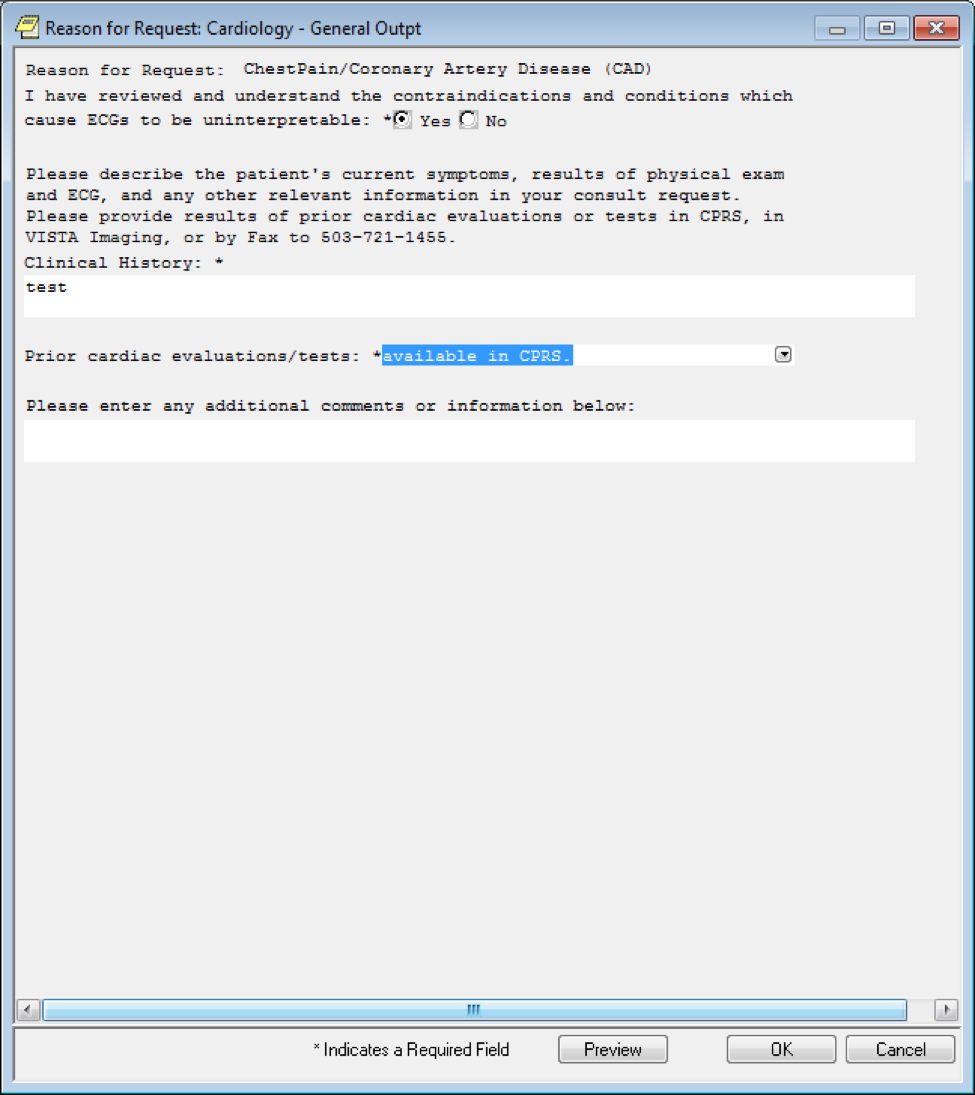 Reason for Request: Cardiology - General Outpt
Reason for Request:  ChestPain/Coronary Artery Disease (CAD)
I have reviewed and understand the contraindications and conditions which
cause ECGs to be uninterpretable: * Yes No
Please describe the patient's current symptoms, results of physical exam
and ECG, and any other relevant information in your consult request.
Please provide results of prior cardiac evaluations or tests in CPRS, in
VISTA Imaging, or by Fax to 503-721-1455.
Clinical History: *
test
Prior cardiac evaluations/tests: *available in CPRS.
Please enter any additional comments or information below:
* Indicates a Required Field Preview OK Cancel